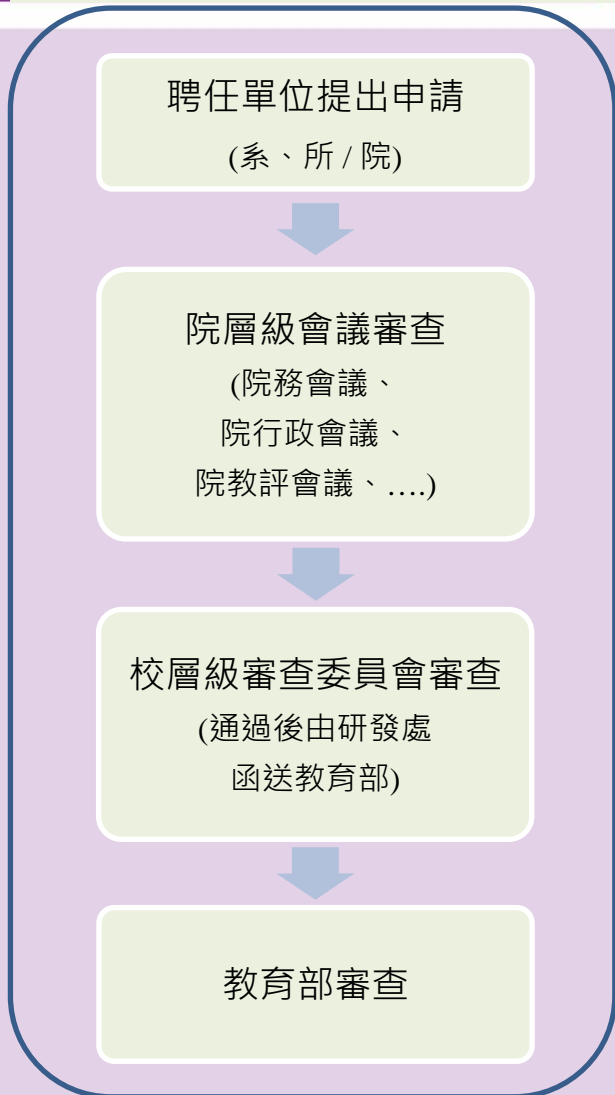 聘任單位提出申請
(系、所 / 院)
院層級會議審查
(院務會議、
院行政會議、
院教評會議、....)
校層級審查委員會審查
(通過後由研發處
函送教育部)
教育部審查